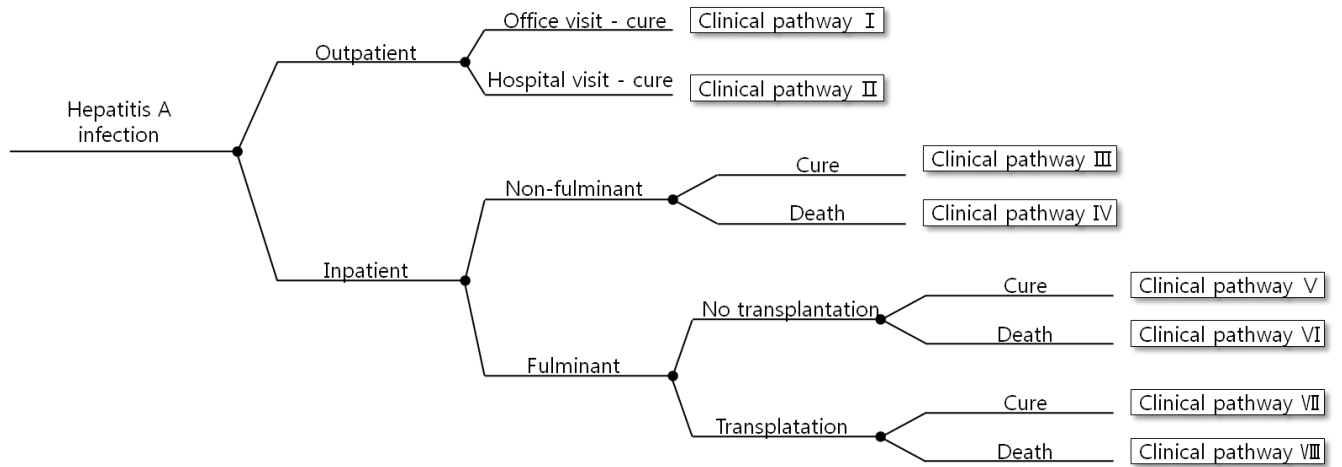 Office visit - cure
Clinical pathway Ⅰ
Outpatient
Hospital visit - cure
Clinical pathway Ⅱ
Hepatitis A
infection
Cure
Clinical pathway Ⅲ
Non-fulminant
Death
Clinical pathway Ⅳ
Inpatient
Cure
Clinical pathway Ⅴ
No transplantation
Death
Clinical pathway Ⅵ
Fulminant
Cure
Clinical pathway Ⅶ
Transplatation
Death
Clinical pathway Ⅷ